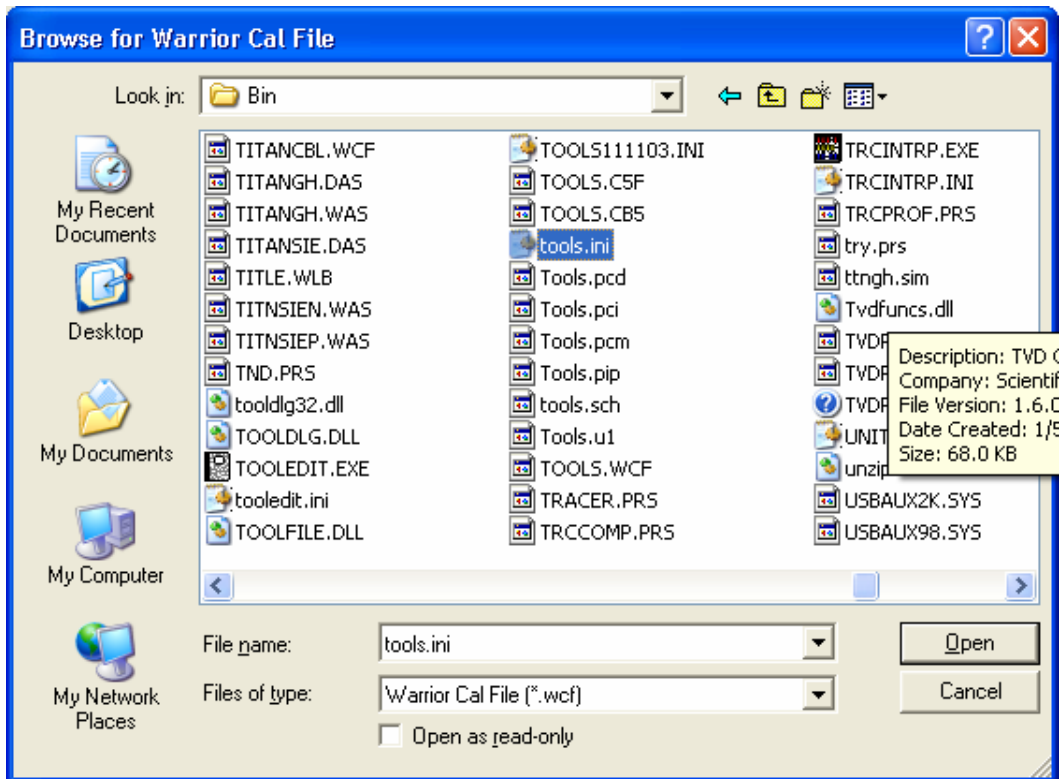 Browse for Warrior Cal File
Look in:
Bin
My Recent
Documents
Desktop
My Documents
My Computer
My Network
Places
TITANCBL.WCF
TITANGH.DAS
TITANGH.WAS
TITANSIE.DAS
TITLE.WLB
TITNSIEN.WAS
TITNSIEP.WAS
TND.PRS
tooldlg32.dll
TOOLDLG.DLL
TOOLEDIT.EXE
tooledit.ini
TOOLFILE.DLL
TOOLS111103.INI
TOOLS.C5F
TOOLS.CB5
tools.ini
Tools.pcd
Tools.pci
Tools.pcm
Tools.pip
tools.sch
Tools.u1
TOOLS.WCF
TRACER.PRS
TRCCOMP.PRS
TRCINTRP.EXE
TRCINTRP.INI
TRCPROF.PRS
try.prs
ttngh.sim
Tvdfuncs.dll
USBAUX2K.SYS
USBAUX98.SYS
Description: TVD
Company:
File Version: 1.6.0
Date Created: 1/5
Size: 68.0 KB
File name:
tools.ini
Open
Files of type:
Warrior Cal File (*.wcf)
Cancel
Open as read-only